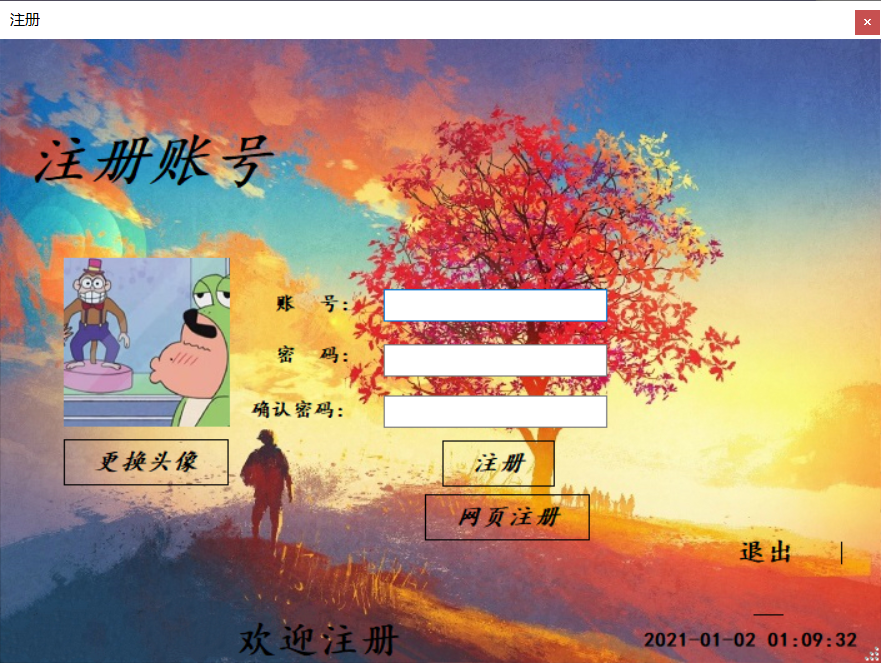 注册
注册账号
账 号：
密 码：
确认密码：
更换头像
注册
网页注册
退出
欢迎注册
2021-01-02 01:09:32